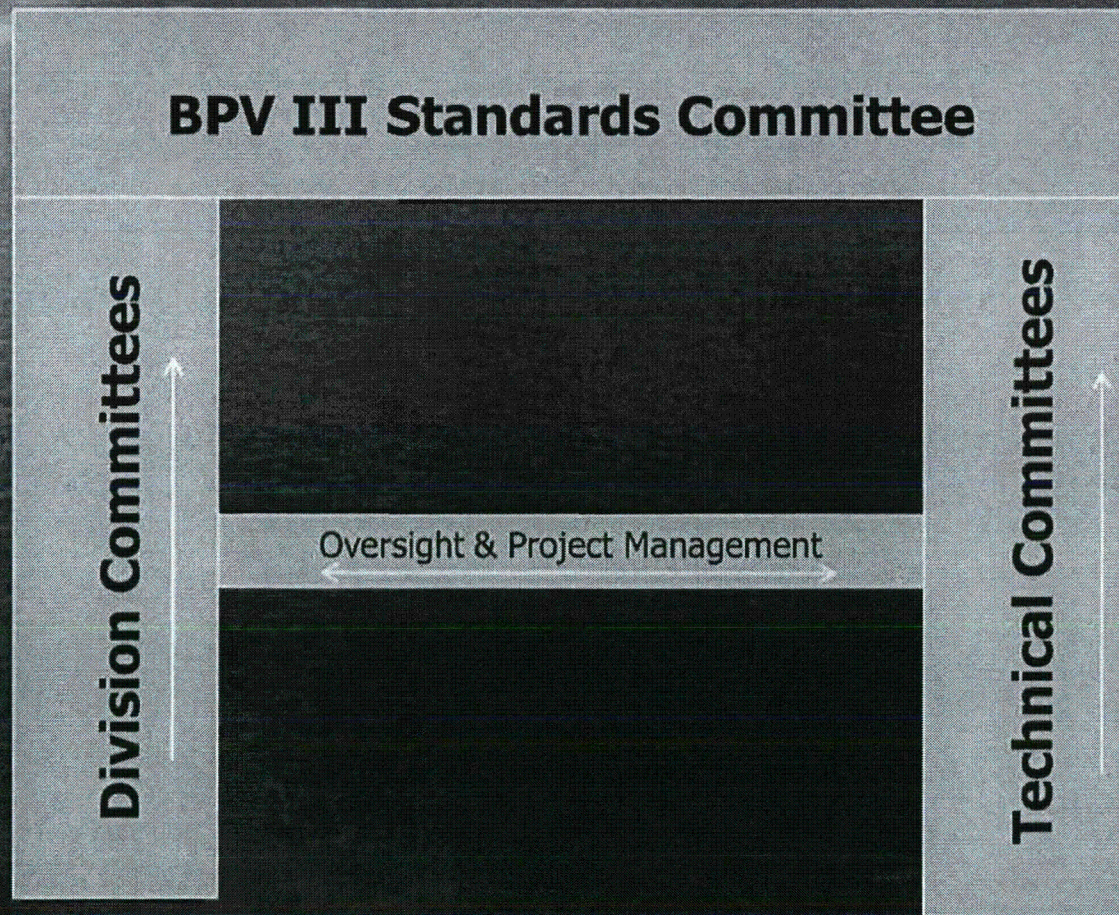 BPV III Standards Committee
Division Committees
Oversight & Project Management
Technical Committees